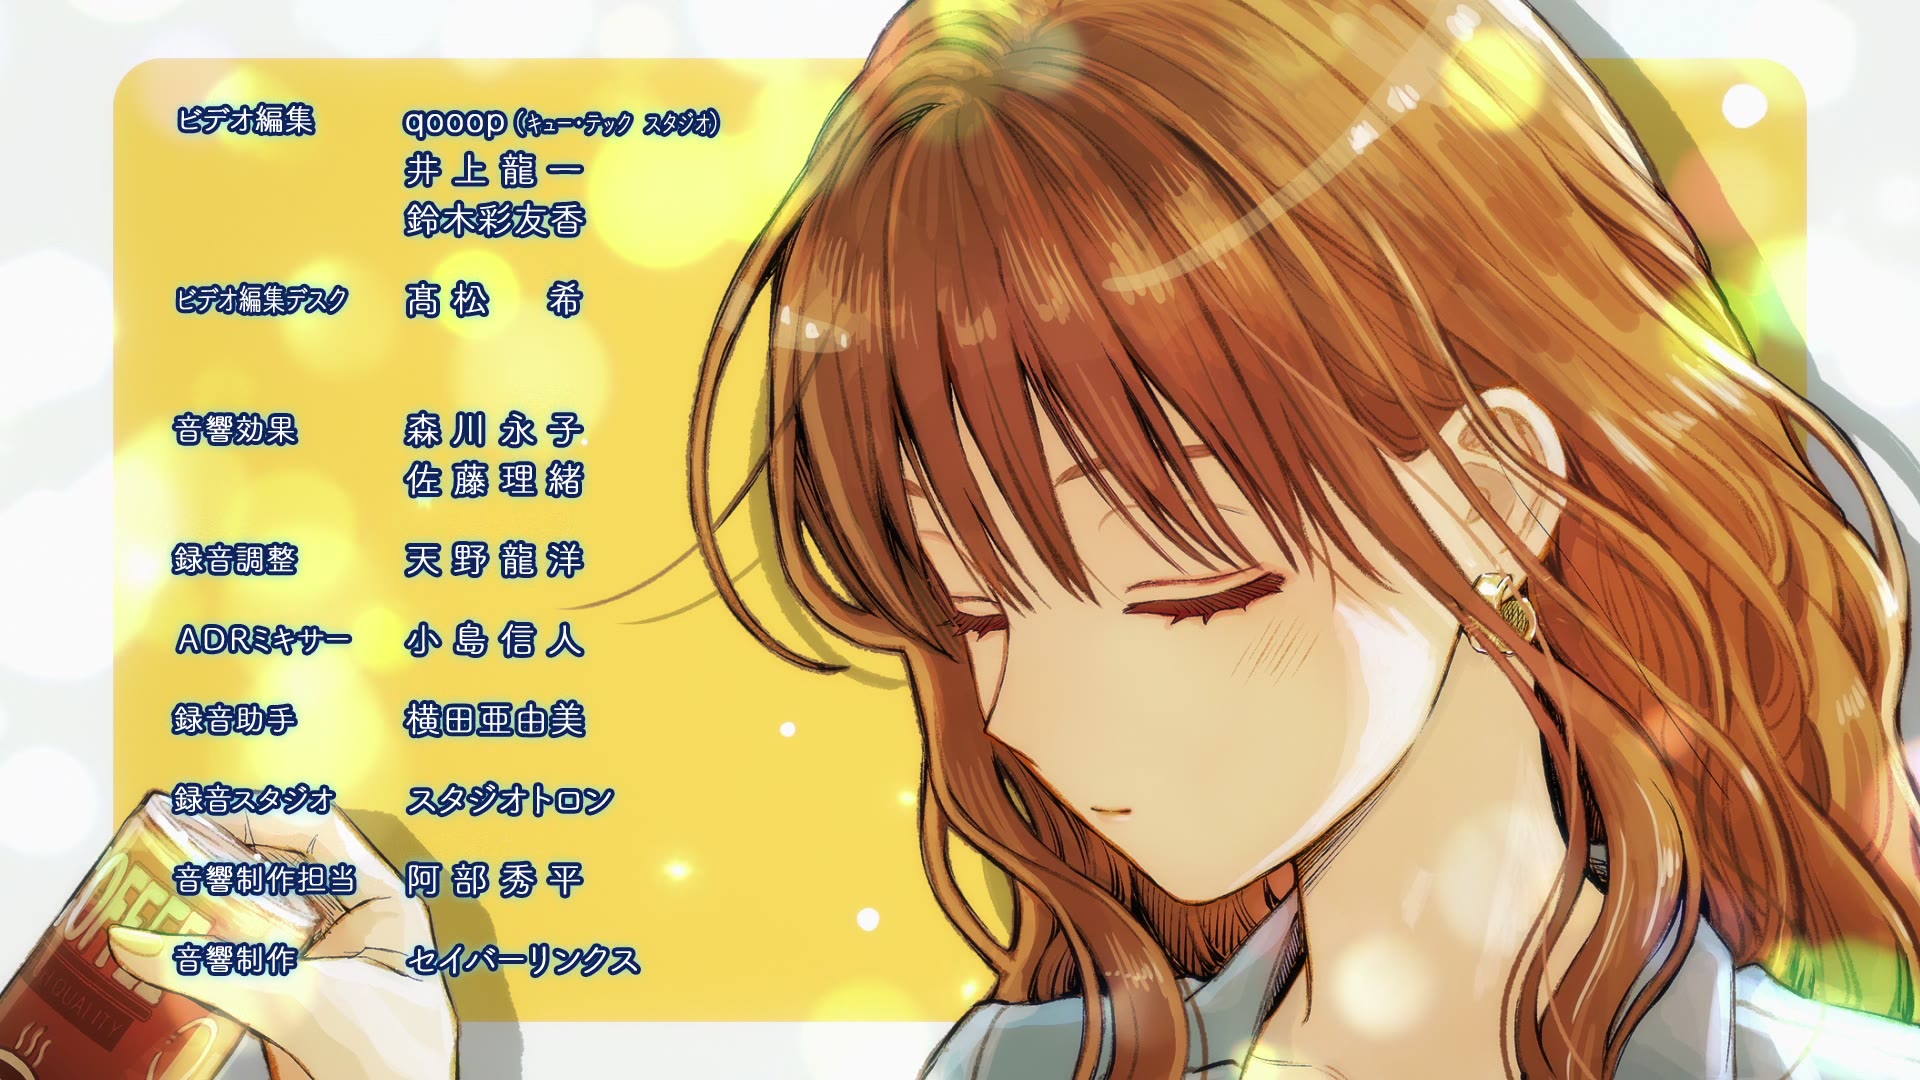 ビデオ編集 qooop（キュー・テック スタジオ）
井上龍一
鈴木彩友香
ビデオ編集デスク 髙松 希
音響効果 森川永子
佐藤理緒
録音調整 天野龍洋
ADRミキサー 小島信人
録音助手 横田亜由美
録音スタジオ スタジオトロン
音響制作担当 阿部秀平
音響制作 セイバーリンクス
OFFEE
QUALITY